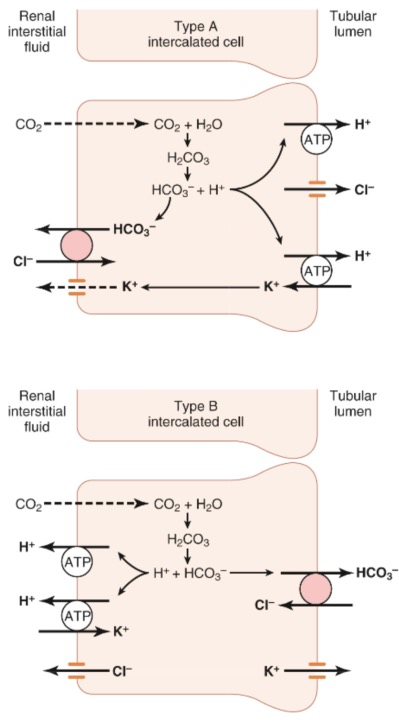 Renal
interstitial
fluid
Type A
intercalated cell
Tubular
lumen
CO₂
CO₂ + H₂O
H₂CO₃
HCO₃⁻ + H⁺
HCO₃⁻
Cl⁻
K⁺
K⁺
ATP
H⁺
Cl⁻
H⁺
ATP
Renal
interstitial
fluid
Type B
intercalated cell
Tubular
lumen
CO₂
CO₂ + H₂O
H₂CO₃
H⁺ + HCO₃⁻
H⁺
ATP
H⁺
ATP
K⁺
Cl⁻
HCO₃⁻
Cl⁻
K⁺